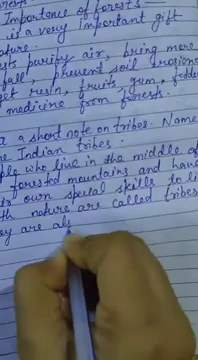 Importance of forests -
is a very important gift
nature.
purify air, bring more
fall, prevent soil erosion
get resin, fruits gum, fodder
medicine from forests.
a short note on tribes. Name
Indian tribes.
who live in the middle of
forested mountains and have
own special skills to li
nature are called tribes
ey are als